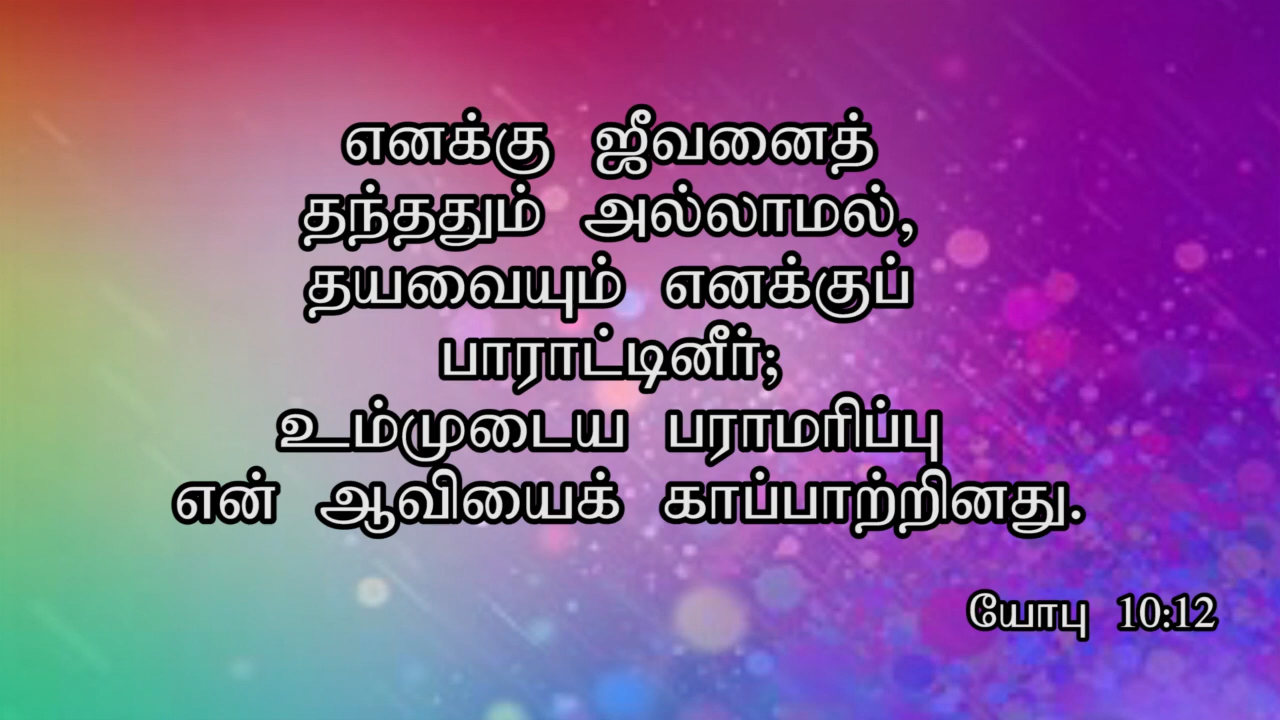 எனக்கு ஜீவனைத்
தந்ததும் அல்லாமல்,
தயவையும் எனக்குப்
பாராட்டினீர்;
உம்முடைய பராமரிப்பு
என் ஆவியைக் காப்பாற்றினது.
யோபு 10:12